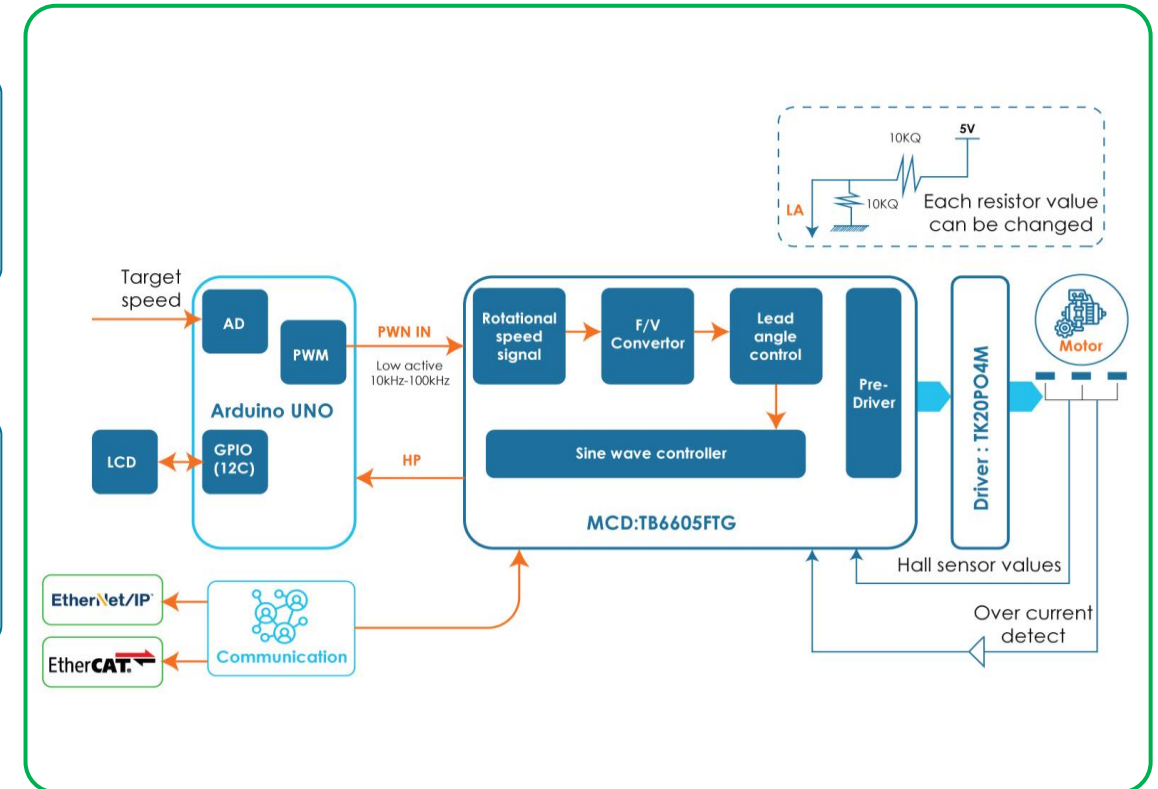 5V
10KQ
10KQ
LA
Each resistor value
can be changed
Target
speed
AD
PWM
Arduino UNO
GPIO
(12C)
LCD
PWN IN
Low active
10kHz-100kHz
HP
Rotational
speed
signal
F/V
Convertor
Lead
angle
control
Pre-
Driver
Sine wave controller
MCD:TB6605FTG
Driver : TK20PO4M
Motor
Hall sensor values
Over current
detect
EtherNet/IP
EtherCAT.
Communication